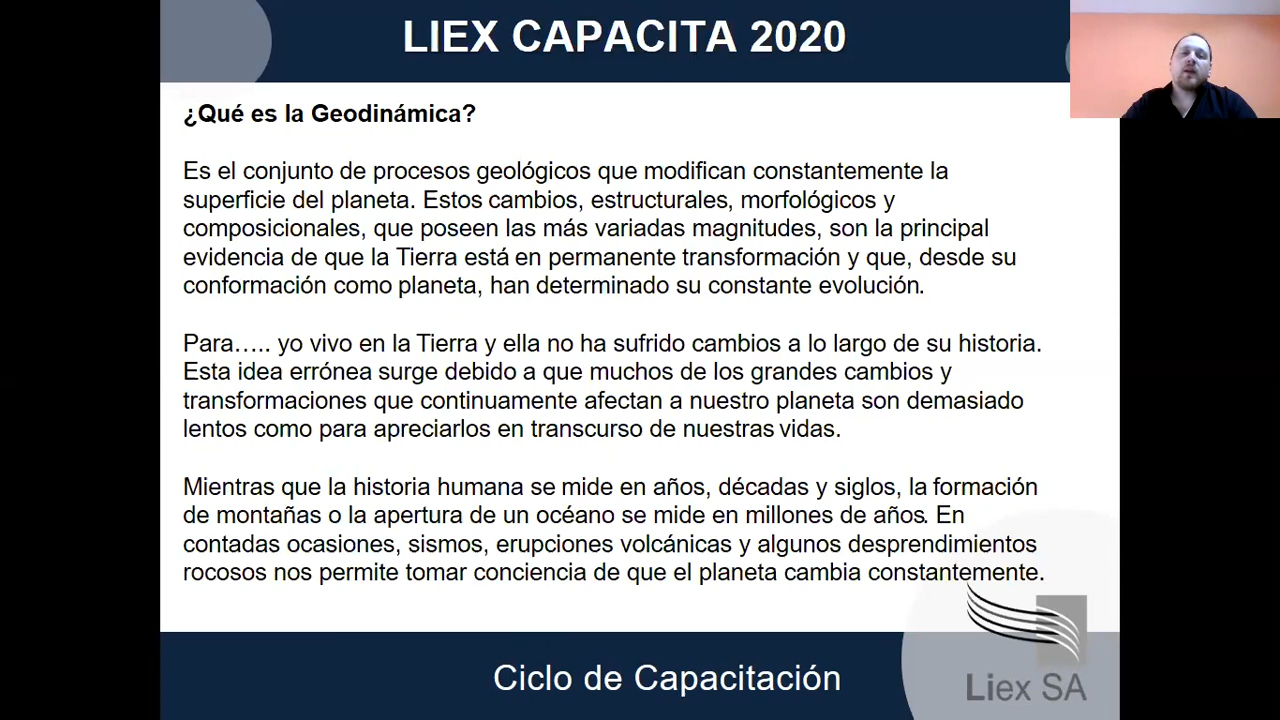 LIEX CAPACITA 2020
¿Qué es la Geodinámica?
Es el conjunto de procesos geológicos que modifican constantemente la
superficie del planeta. Estos cambios, estructurales, morfológicos y
composicionales, que poseen las más variadas magnitudes, son la principal
evidencia de que la Tierra está en permanente transformación y que, desde su
conformación como planeta, han determinado su constante evolución.
Para….. yo vivo en la Tierra y ella no ha sufrido cambios a lo largo de su historia.
Esta idea errónea surge debido a que muchos de los grandes cambios y
transformaciones que continuamente afectan a nuestro planeta son demasiado
lentos como para apreciarlos en transcurso de nuestras vidas.
Mientras que la historia humana se mide en años, décadas y siglos, la formación
de montañas o la apertura de un océano se mide en millones de años. En
contadas ocasiones, sismos, erupciones volcánicas y algunos desprendimientos
rocosos nos permite tomar conciencia de que el planeta cambia constantemente.
Ciclo de Capacitación
Liex SA